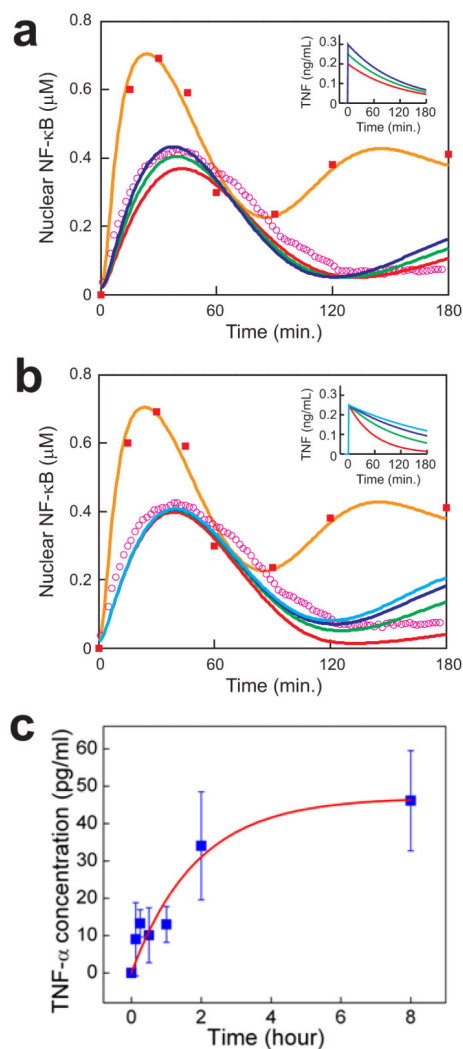 a
0.8
0.6
0.4
0.2
0
Nuclear NF-κB (μM)
0 60 120 180
Time (min.)
TNF (ng/mL)
0.3
0.2
0.1
0
0 60 120 180
Time (min.)
b
0.8
0.6
0.4
0.2
0
Nuclear NF-κB (μM)
0 60 120 180
Time (min.)
TNF (ng/mL)
0.3
0.2
0.1
0
0 60 120 180
Time (min.)
c
60
50
40
30
20
10
0
TNF-α concentration (pg/ml)
0 2 4 6 8
Time (hour)